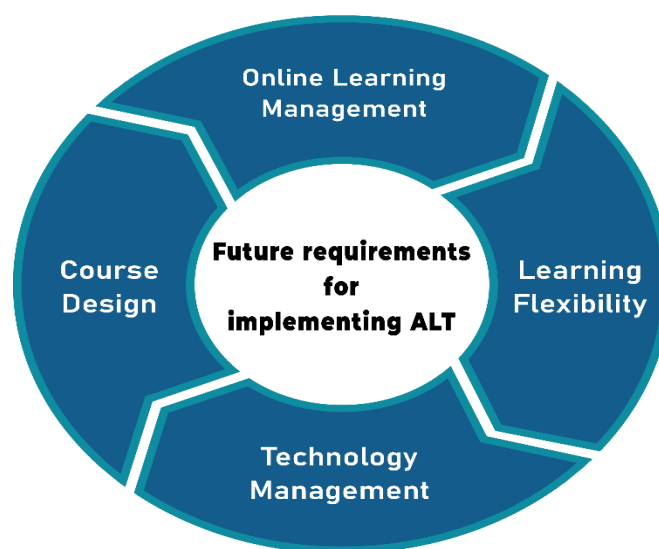 Online Learning
Management
Future requirements
for
implementing ALT
Course
Design
Learning
Flexibility
Technology
Management